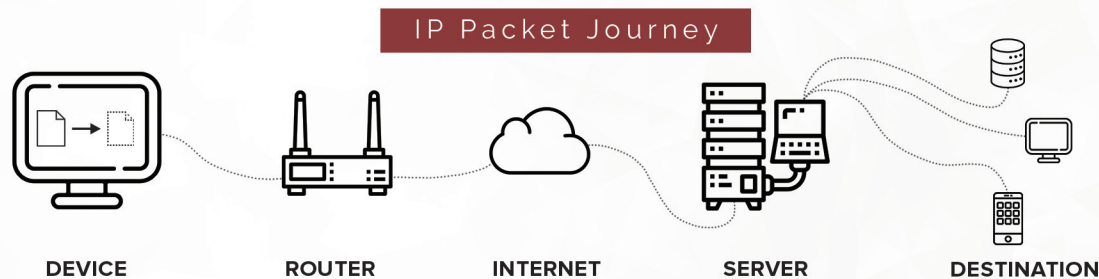 IP Packet Journey
DEVICE
ROUTER
INTERNET
SERVER
DESTINATION